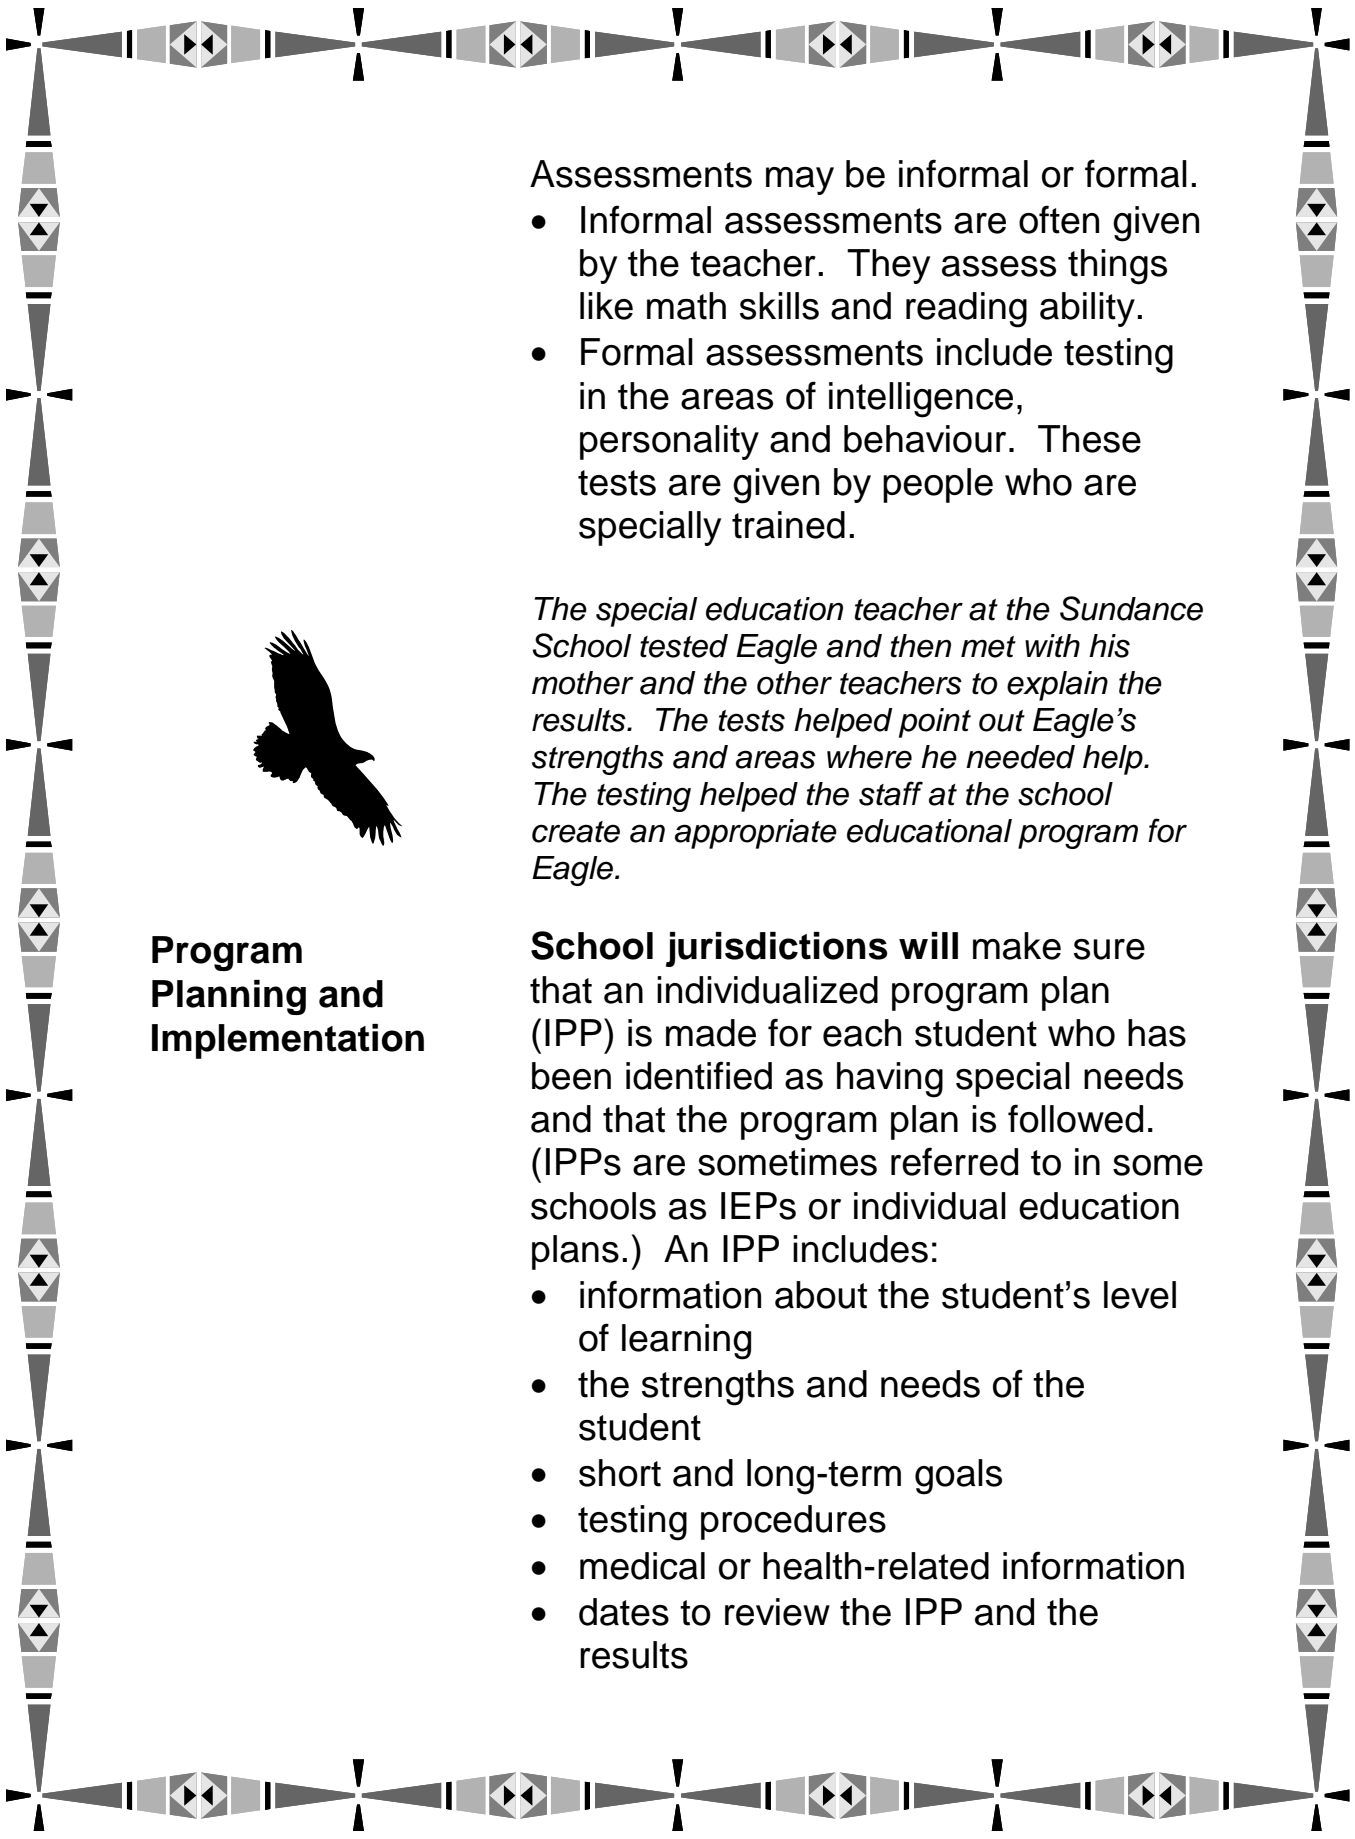 Assessments may be informal or formal.
• Informal assessments are often given
by the teacher.  They assess things
like math skills and reading ability.
• Formal assessments include testing
in the areas of intelligence,
personality and behaviour.  These
tests are given by people who are
specially trained.
The special education teacher at the Sundance
School tested Eagle and then met with his
mother and the other teachers to explain the
results.  The tests helped point out Eagle’s
strengths and areas where he needed help.
The testing helped the staff at the school
create an appropriate educational program for
Eagle.
Program
Planning and
Implementation
School jurisdictions will make sure
that an individualized program plan
(IPP) is made for each student who has
been identified as having special needs
and that the program plan is followed.
(IPPs are sometimes referred to in some
schools as IEPs or individual education
plans.)  An IPP includes:
• information about the student’s level
of learning
• the strengths and needs of the
student
• short and long-term goals
• testing procedures
• medical or health-related information
• dates to review the IPP and the
results